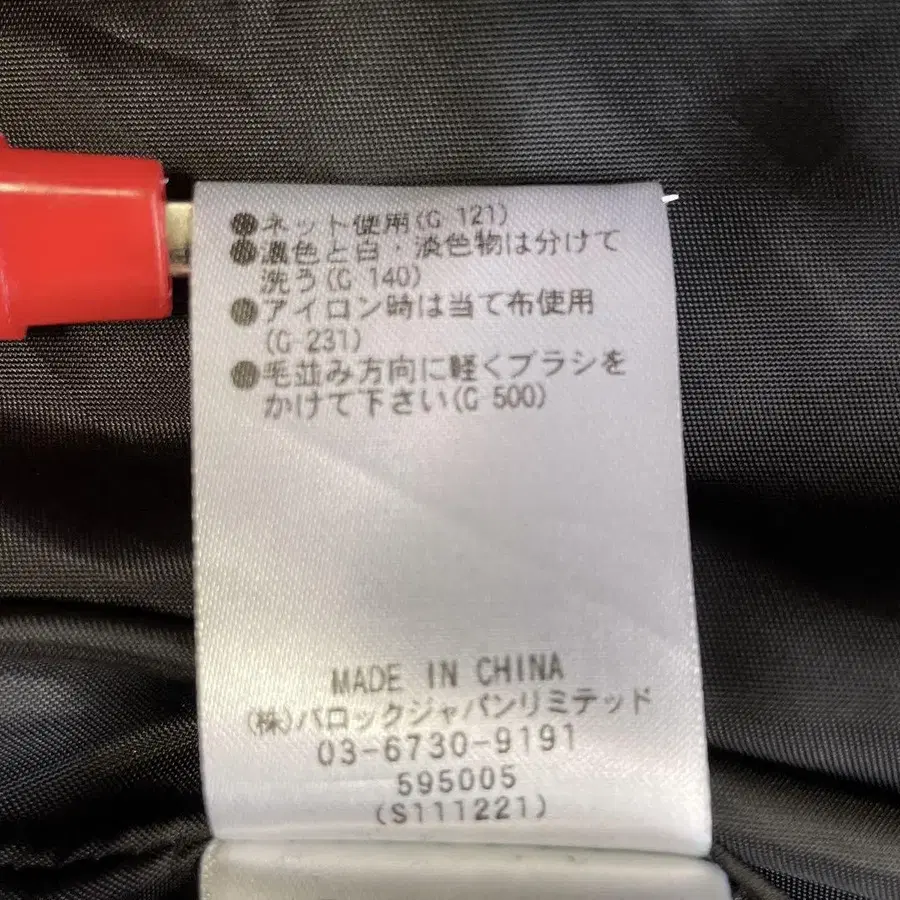 ●ネット使用(G 121)
●濃色と白・淡色物は分けて
洗う(G 140)
●アイロン時は当て布使用
(G 231)
●毛並み方向に軽くブラシを
かけて下さい(G 500)
MADE IN CHINA
(株)バロックジャパンリミテッド
03-6730-9191
595005
(S111221)